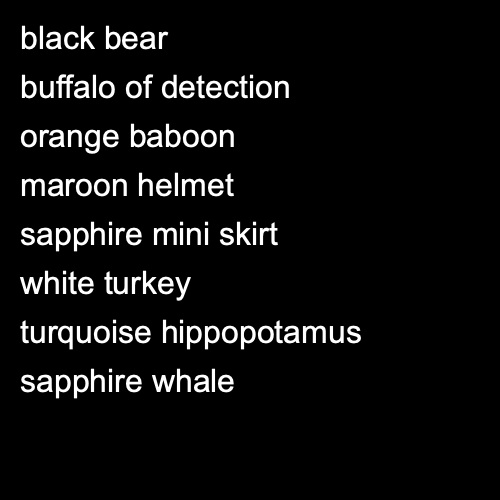 black bear
buffalo of detection
orange baboon
maroon helmet
sapphire mini skirt
white turkey
turquoise hippopotamus
sapphire whale